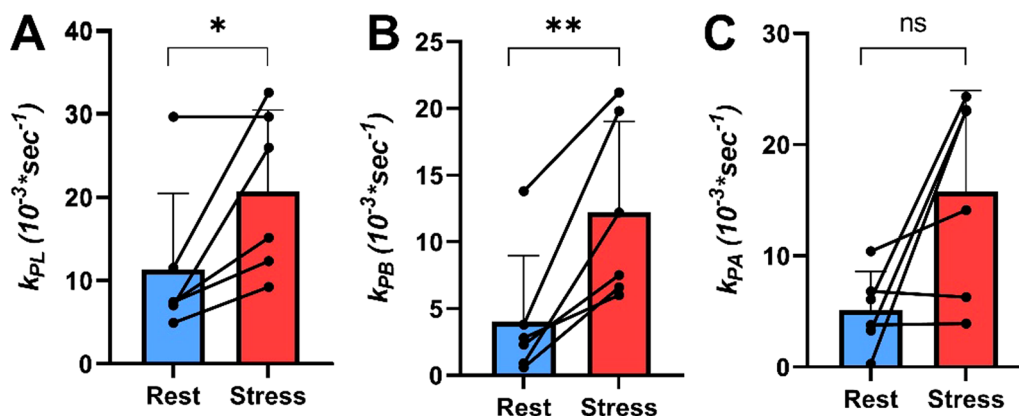 A
k_PL (10^-3*sec^-1)
40
30
20
10
0
*
Rest Stress
B
k_PB (10^-3*sec^-1)
25
20
15
10
5
0
**
Rest Stress
C
k_PA (10^-3*sec^-1)
30
20
10
0
ns
Rest Stress